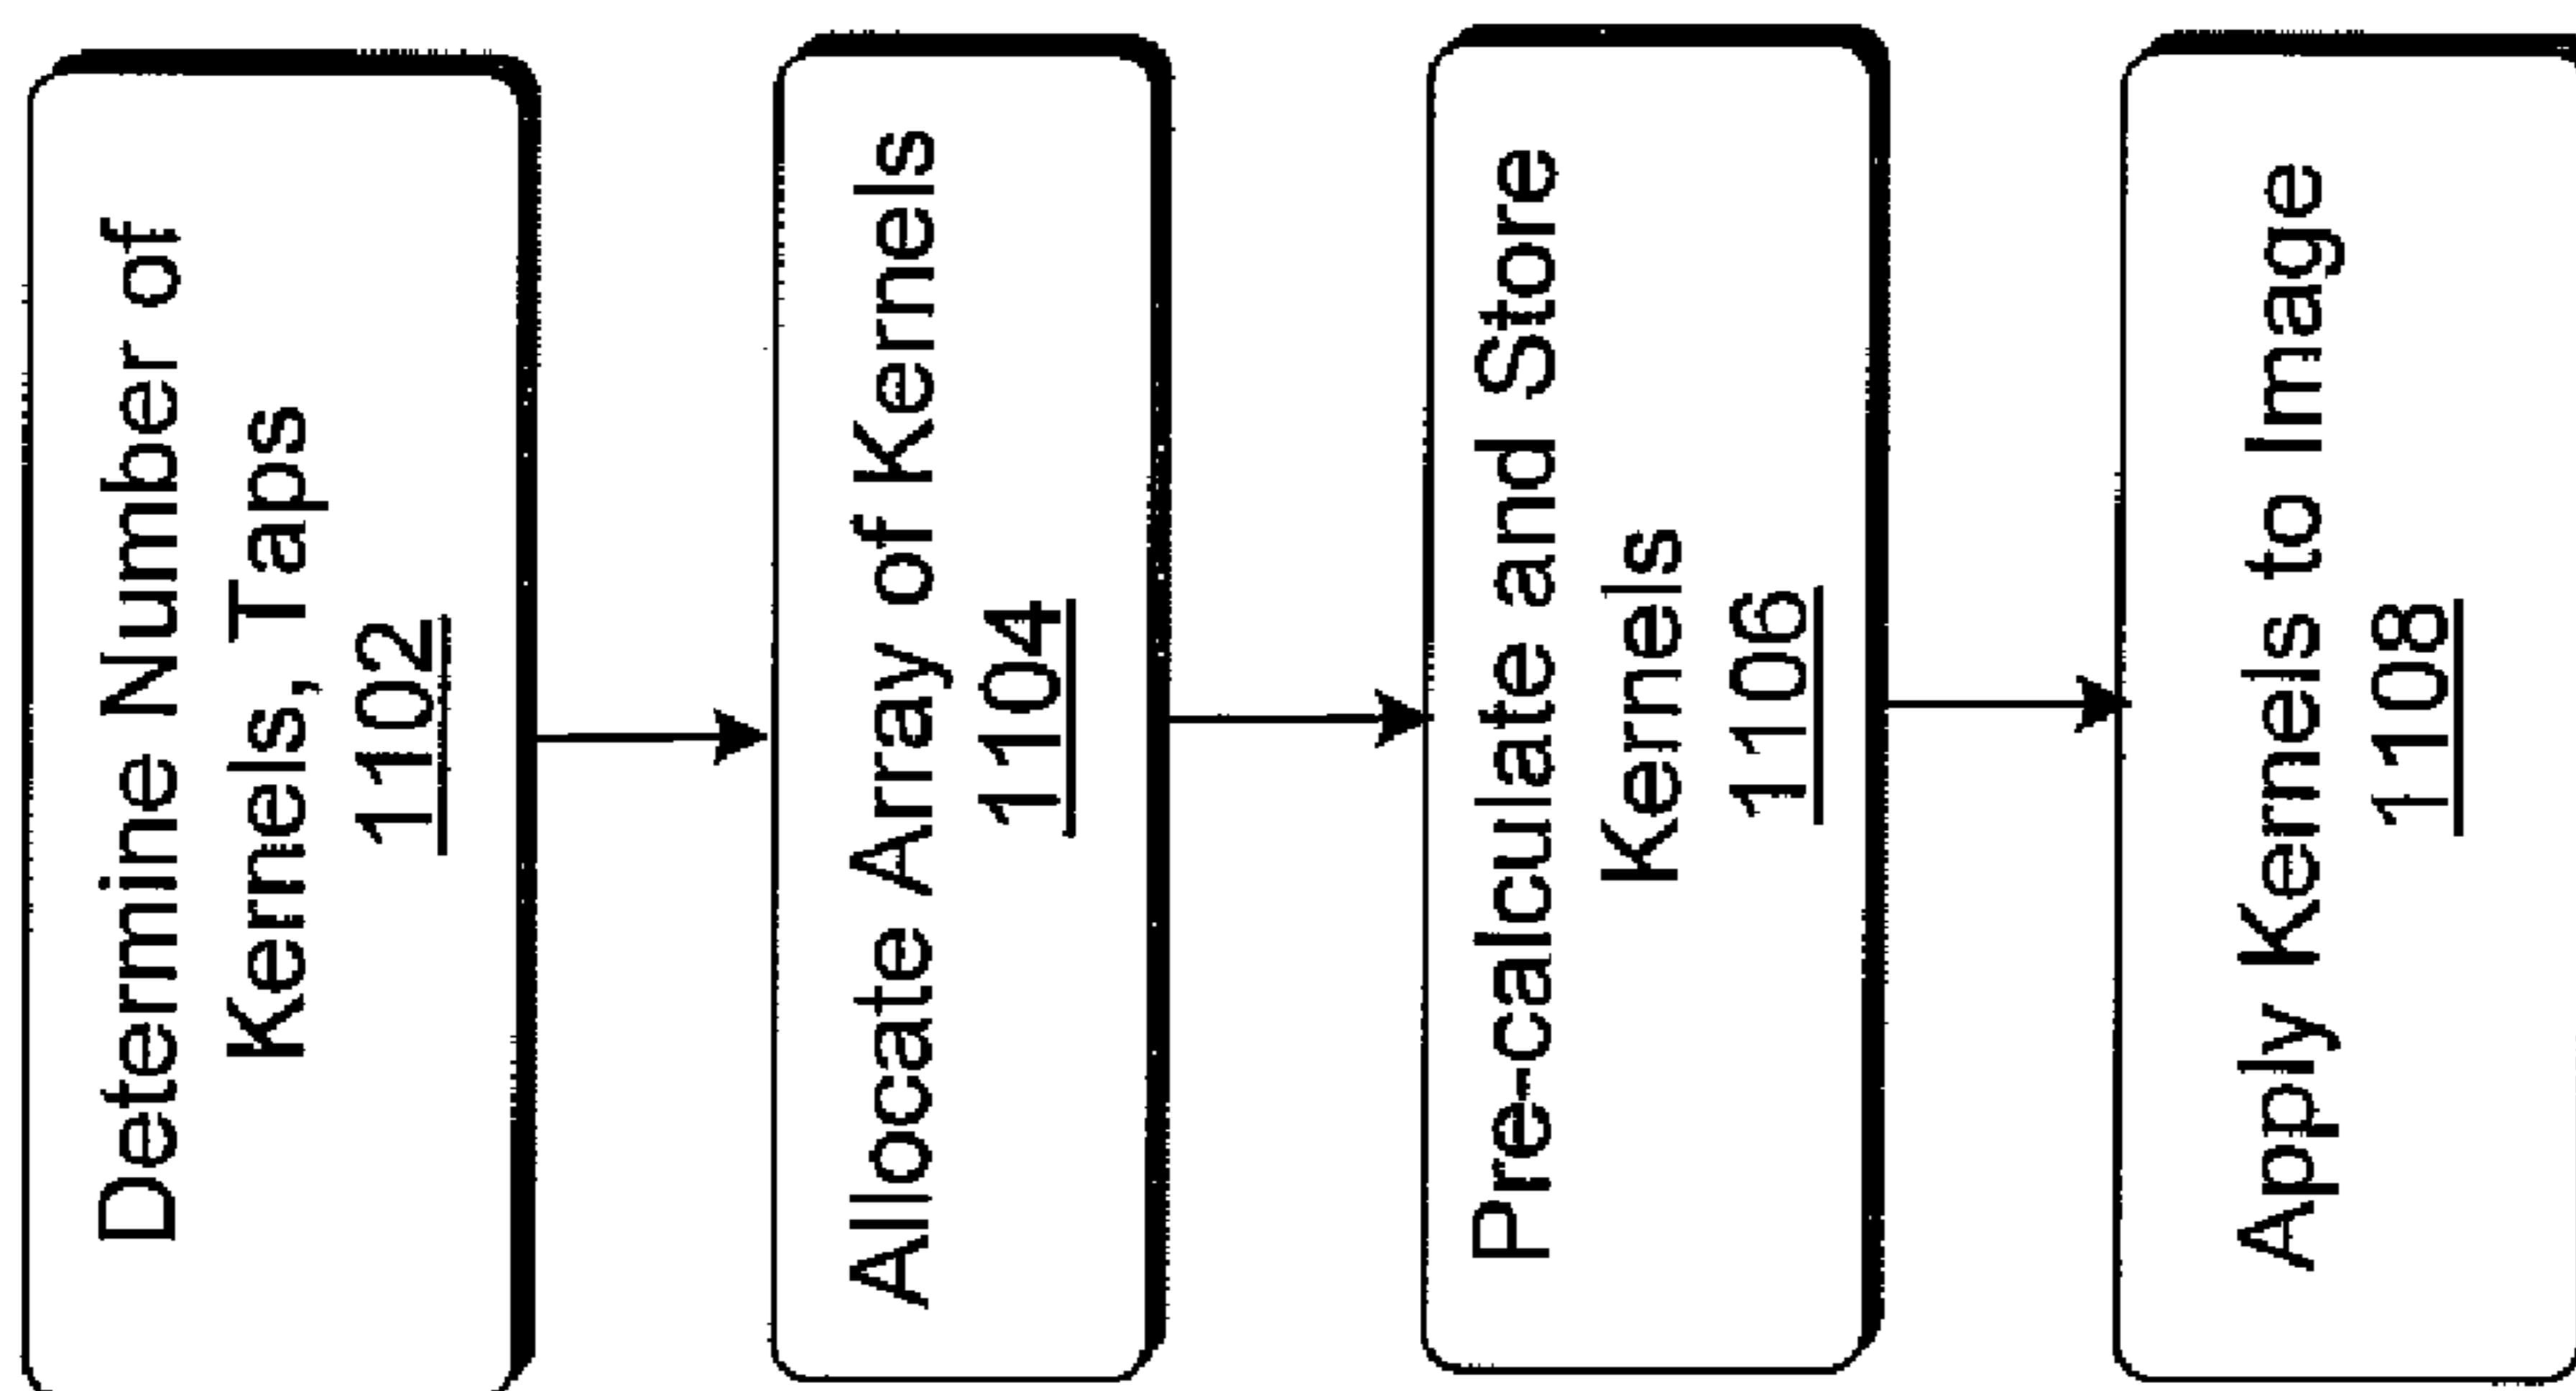 Determine Number of
Kernels, Taps
1102
Allocate Array of Kernels
1104
Pre-calculate and Store
Kernels
1106
Apply Kernels to Image
1108